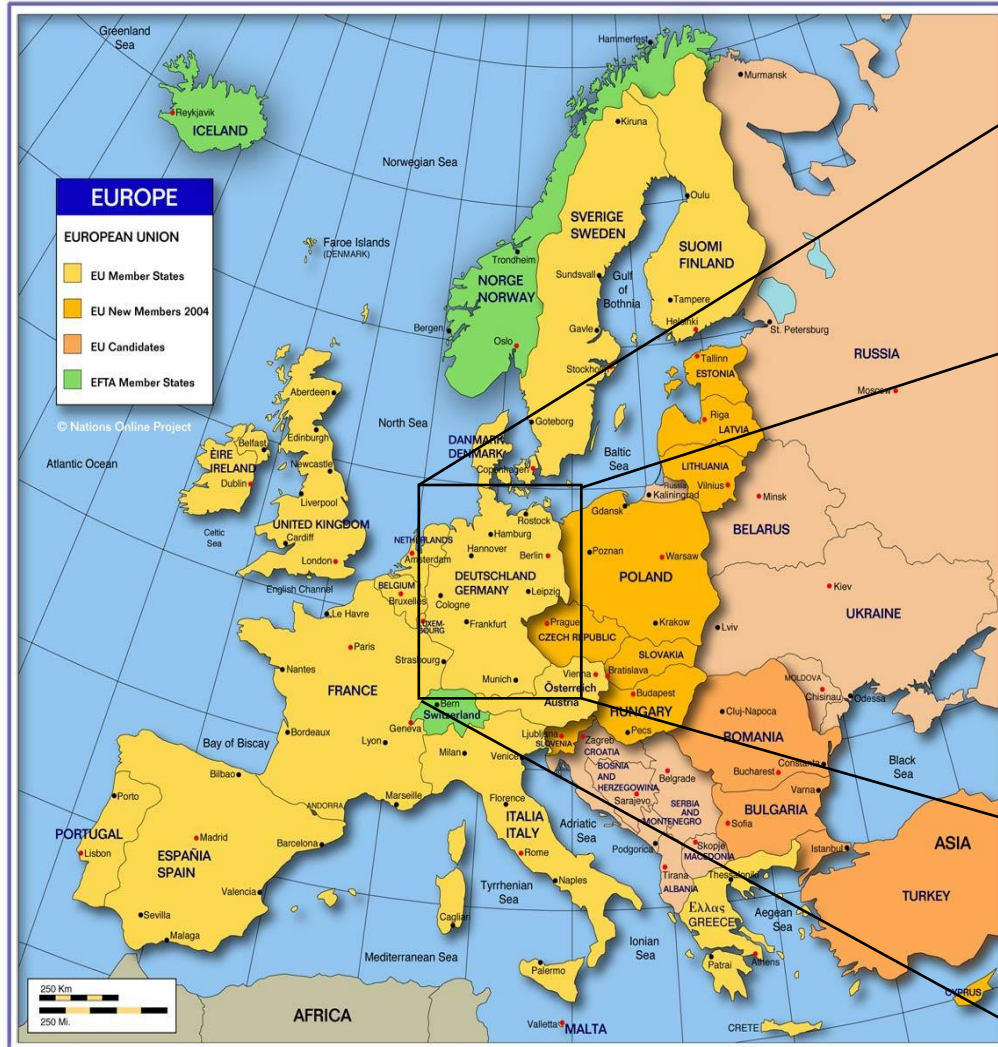 Greenland
Sea
Hammerfest
Murmansk
Reykjavik
ICELAND
Kiruna
Norwegian Sea
EUROPE
EUROPEAN UNION
EU Member States
EU New Members 2004
EU Candidates
EFTA Member States
© Nations Online Project
Oulu
SVERIGE
SWEDEN
SUOMI
FINLAND
Faroe Islands
(DENMARK)
Trondheim
NORGE
NORWAY
Sundsvall
Gulf
of
Bothnia
Tampere
Helsinki
St. Petersburg
Bergen
Gavle
Oslo
Stockholm
Tallinn
ESTONIA
RUSSIA
Moscow
Aberdeen
North Sea
Goteborg
Riga
LATVIA
Edinburgh
DANMARK
DENMARK
Baltic
Sea
Belfast
ÈIRE
IRELAND
Atlantic Ocean
Newcastle
Copenhagen
LITHUANIA
Vilnius
Dublin
Liverpool
Russia
Kaliningrad
Minsk
Gdansk
BELARUS
UNITED KINGDOM
Cardiff
Celtic
Sea
London
Rostock
Hamburg
NETHERLANDS
Amsterdam
Hannover
Berlin
Poznan
Warsaw
POLAND
English Channel
BELGIUM
Bruxelles
DEUTSCHLAND
GERMANY
Leipzig
Cologne
Kiev
UKRAINE
Le Havre
LUXEM-
BOURG
Frankfurt
Prague
CZECH REPUBLIC
Krakow
Lviv
Paris
Strasbourg
SLOVAKIA
Nantes
Munich
Vienna
Bratislava
Österreich
Austria
MOLDOVA
Chisinau
Odessa
FRANCE
Budapest
HUNGARY
Bern
Switzerland
Geneva
Cluj-Napoca
ROMANIA
Bordeaux
Lyon
Ljubljana
SLOVENIA
Zagreb
CROATIA
Pecs
Bay of Biscay
Milan
Venice
BOSNIA
AND
HERZEGOWINA
Belgrade
Bucharest
Constanta
Black
Sea
Bilbao
Sarajevo
SERBIA
AND
MONTENEGRO
Varna
BULGARIA
Porto
ANDORRA
Marseille
Florence
ITALIA
ITALY
Adriatic
Sea
Sofia
PORTUGAL
Madrid
Barcelona
Podgorica
Skopje
MACEDONIA
Istanbul
ASIA
Lisbon
ESPAÑIA
SPAIN
Rome
Tirana
ALBANIA
Thessaloniki
TURKEY
Valencia
Tyrrhenian
Sea
Naples
Ελλας
GREECE
Aegean
Sea
Sevilla
Cagliari
Malaga
Mediterranean Sea
Palermo
Ionian
Sea
Patrai
Athens
250 Km
250 Mi.
AFRICA
Valletta
MALTA
CRETE
CYPRUS